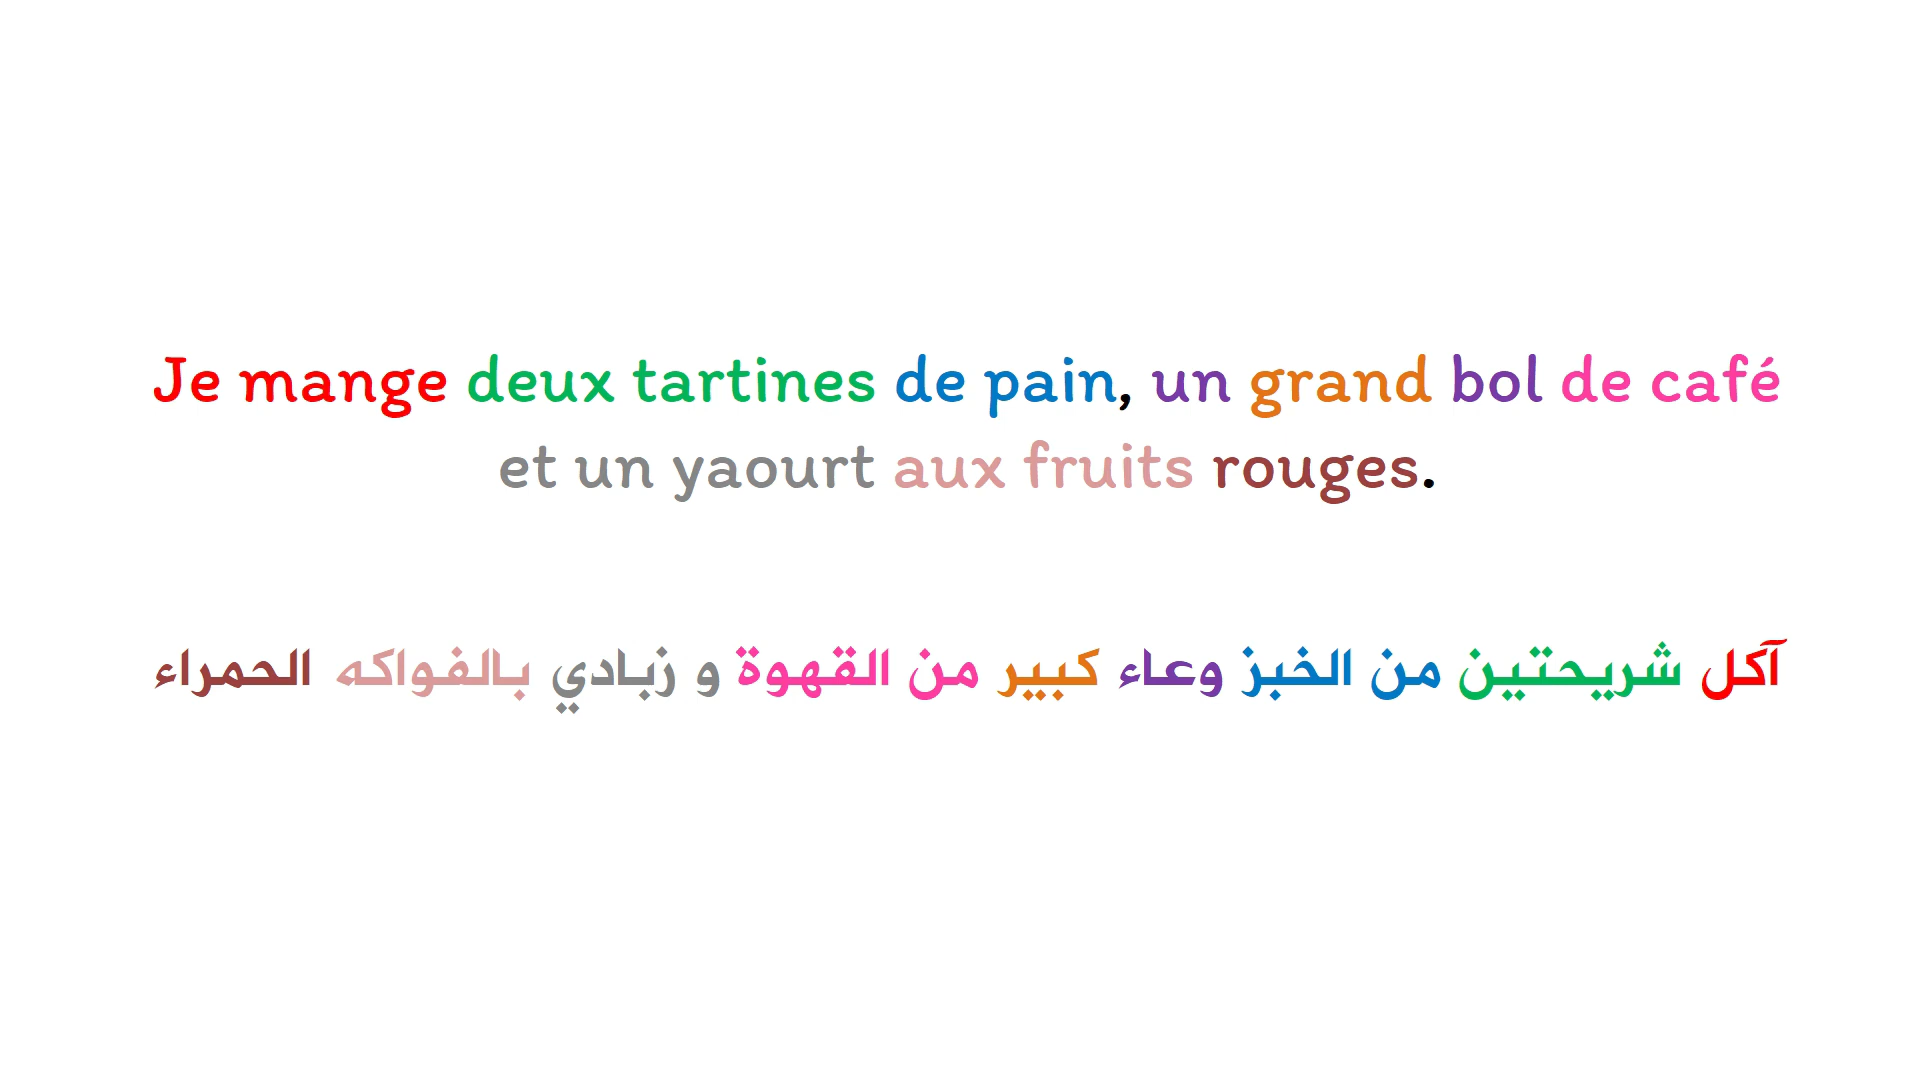 Je mange deux tartines de pain, un grand bol de café
et un yaourt aux fruits rouges.
آكل شريحتين من الخبز وعاء كبير من القهوة و زبادي بالفواكه الحمراء